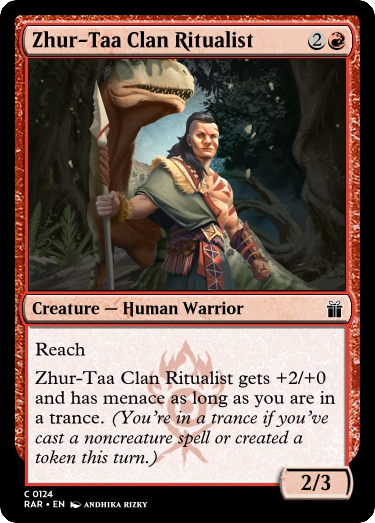 Zhur-Taa Clan Ritualist 2
Creature — Human Warrior
Reach
Zhur-Taa Clan Ritualist gets +2/+0
and has menace as long as you are in
a trance. (You're in a trance if you've
cast a noncreature spell or created a
token this turn.)
2/3
C 0124
RAR • EN ANDHIKA RIZKY